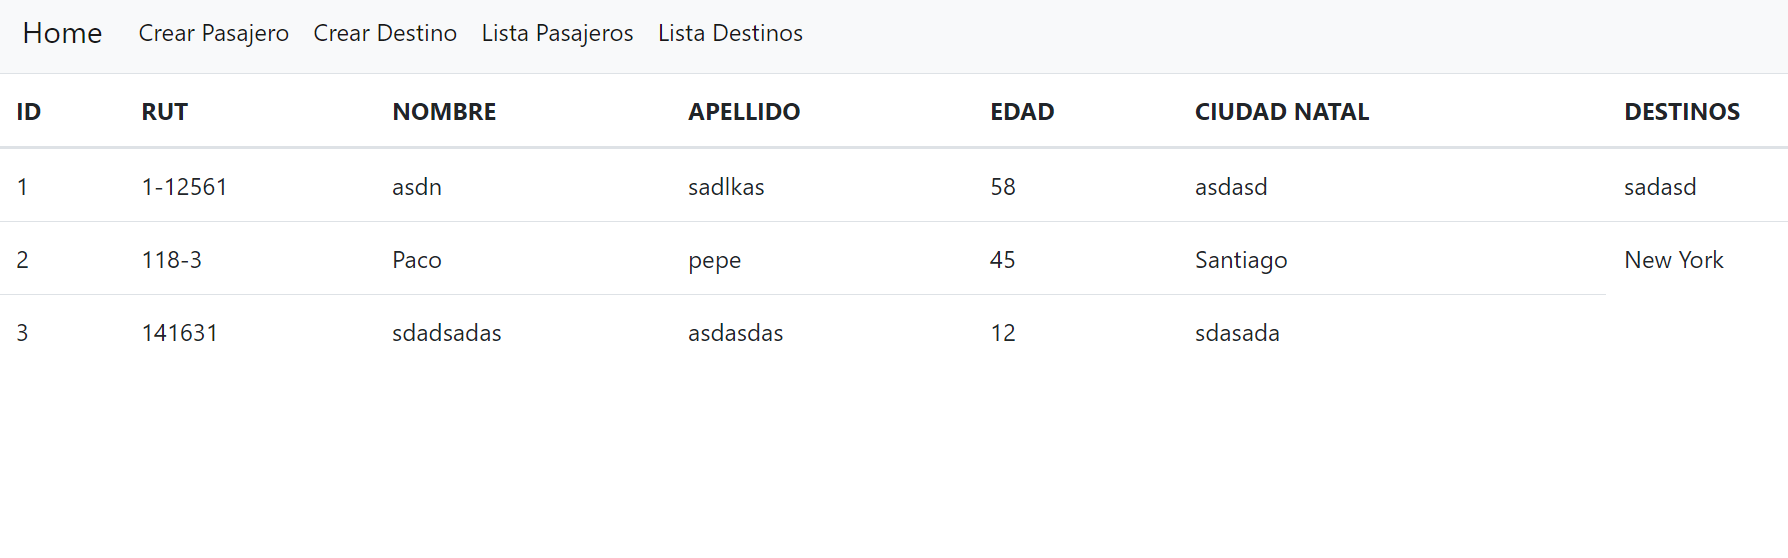 Home Crear Pasajero Crear Destino Lista Pasajeros Lista Destinos
ID RUT NOMBRE APELLIDO EDAD CIUDAD NATAL DESTINOS
1 1-12561 asdn sadlkas 58 asdasd sadasd
2 118-3 Paco pepe 45 Santiago New York
3 141631 sdadsadas asdasdas 12 sdasada